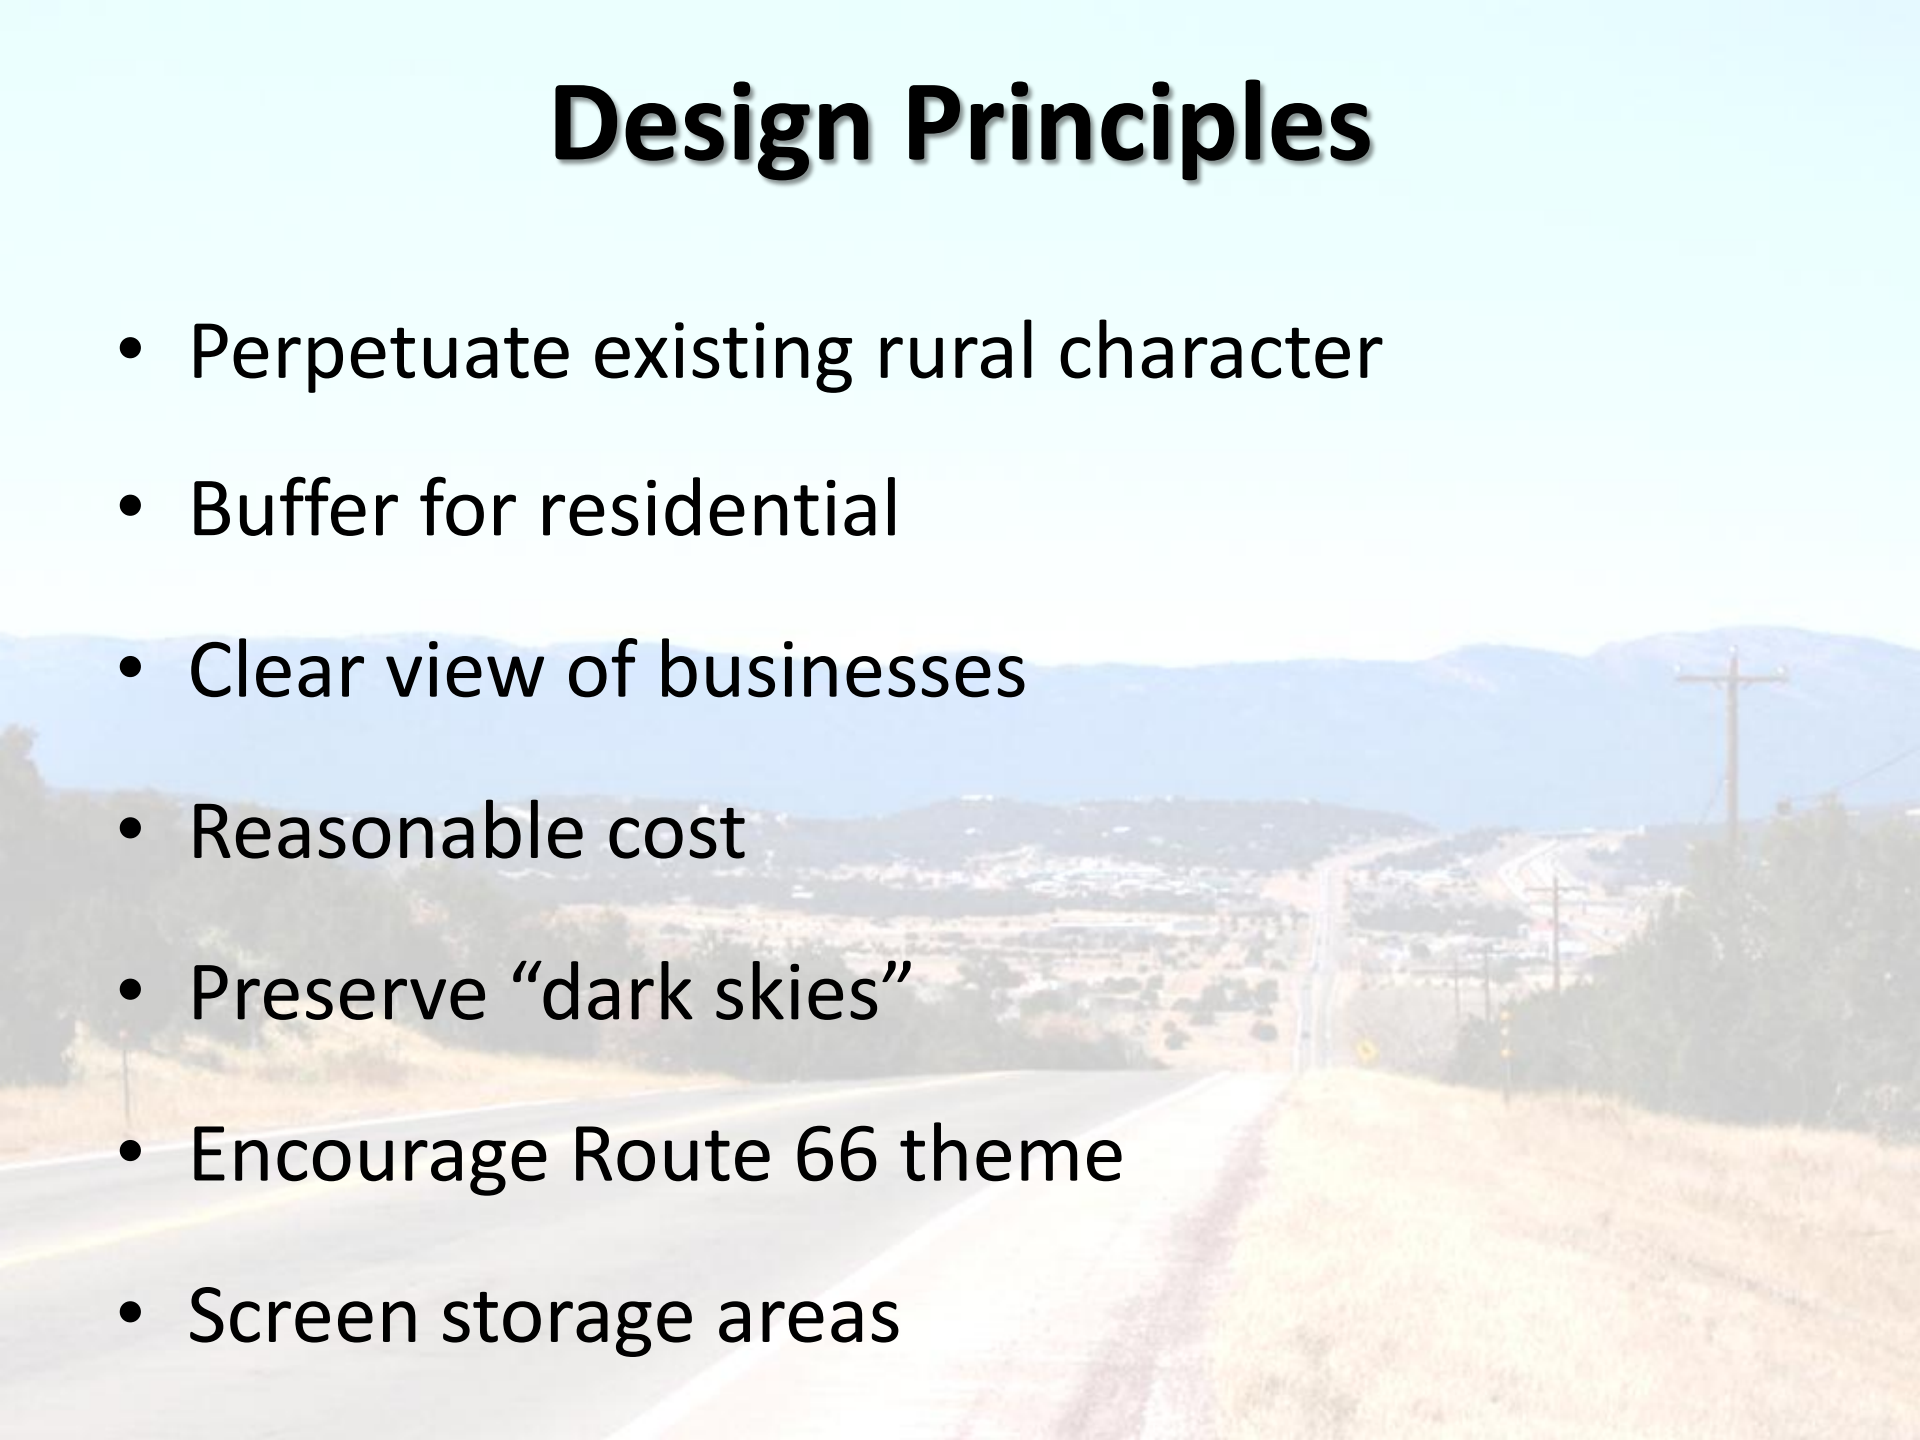 Design Principles
• Perpetuate existing rural character
• Buffer for residential
• Clear view of businesses
• Reasonable cost
• Preserve “dark skies”
• Encourage Route 66 theme
• Screen storage areas